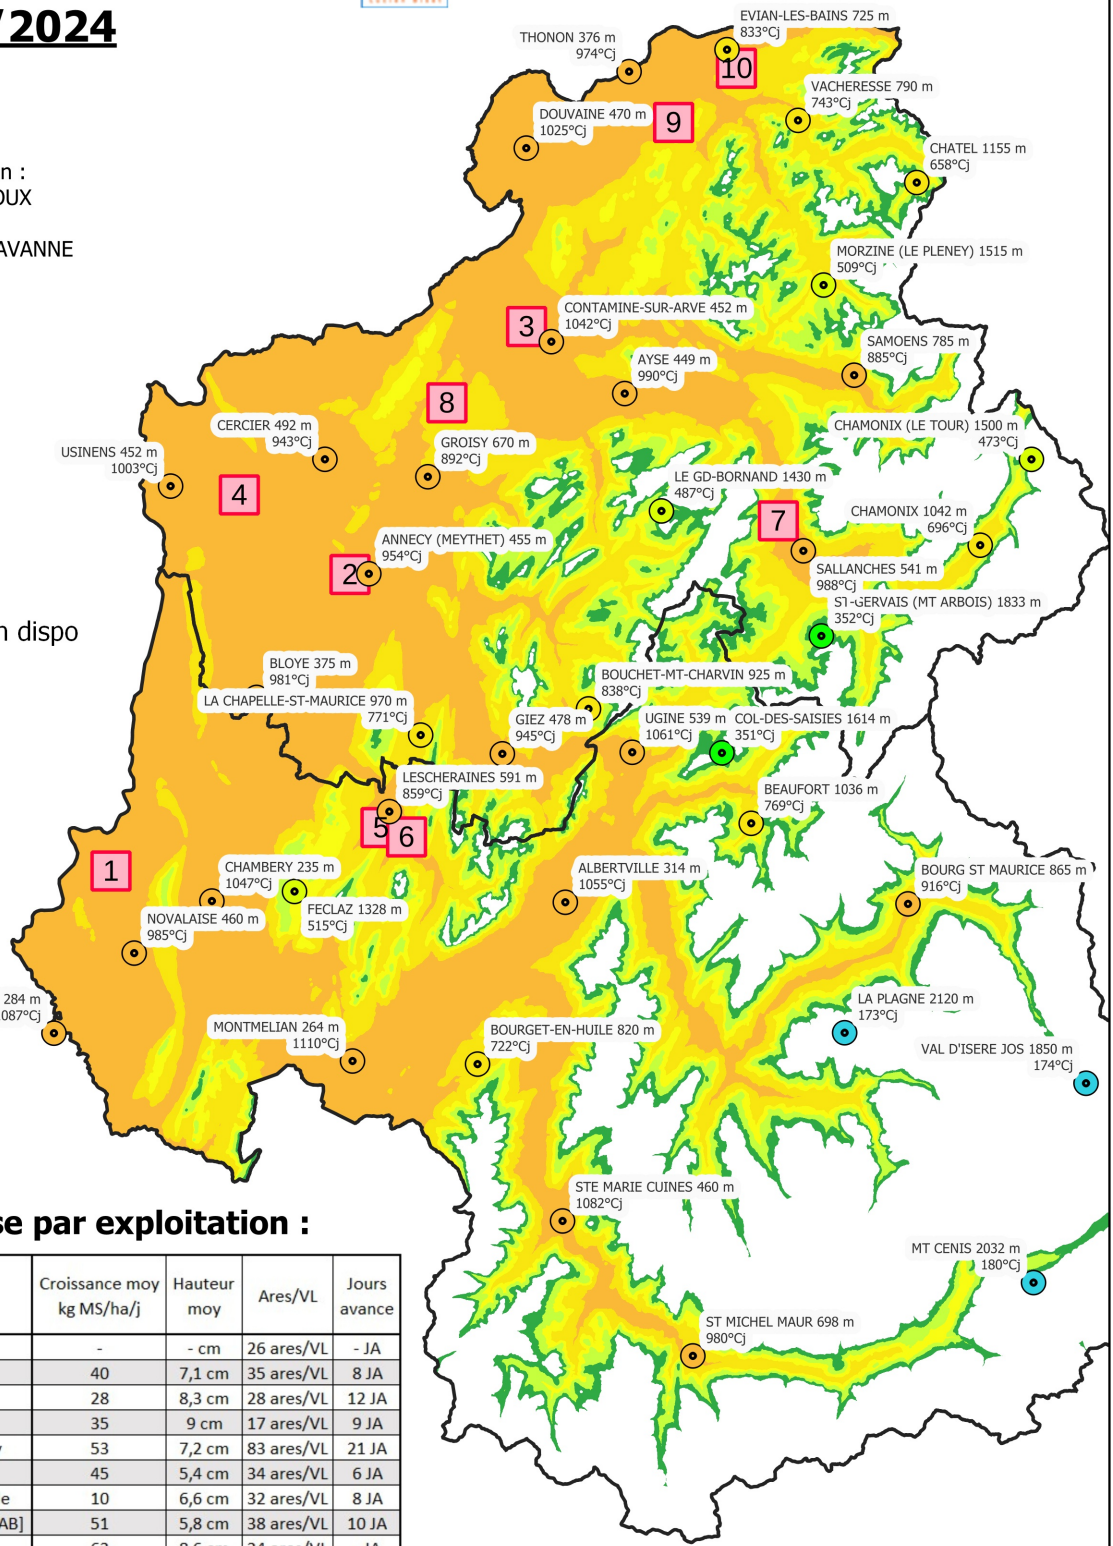 /2024
EVIAN-LES-BAINS 725 m
833°Cj
THONON 376 m
974°Cj
10
VACHERESSE 790 m
743°Cj
DOUVAINE 470 m
1025°Cj
9
CHATEL 1155 m
658°Cj
n :
OUX
AVANNE
MORZINE (LE PLENEY) 1515 m
509°Cj
CONTAMINE-SUR-ARVE 452 m
1042°Cj
3
SAMOENS 785 m
885°Cj
AYSE 449 m
990°Cj
8
CERCIER 492 m
943°Cj
CHAMONIX (LE TOUR) 1500 m
473°Cj
GROISY 670 m
892°Cj
USINENS 452 m
1003°Cj
LE GD-BORNAND 1430 m
487°Cj
4
CHAMONIX 1042 m
696°Cj
7
ANNECY (MEYTHET) 455 m
954°Cj
2
SALLANCHES 541 m
988°Cj
ST-GERVAIS (MT ARBOIS) 1833 m
352°Cj
n dispo
BLOYE 375 m
981°Cj
BOUCHET-MT-CHARVIN 925 m
838°Cj
LA CHAPELLE-ST-MAURICE 970 m
771°Cj
GIEZ 478 m
945°Cj
UGINE 539 m
1061°Cj
COL-DES-SAISIES 1614 m
351°Cj
LESCHERAINES 591 m
859°Cj
BEAUFORT 1036 m
769°Cj
5
6
1
CHAMBERY 235 m
1047°Cj
ALBERTVILLE 314 m
1055°Cj
BOURG ST MAURICE 865 m
916°Cj
FECLAZ 1328 m
515°Cj
NOVALAISE 460 m
985°Cj
284 m
1087°Cj
LA PLAGNE 2120 m
173°Cj
MONTMELIAN 264 m
1110°Cj
BOURGET-EN-HUILE 820 m
722°Cj
VAL D'ISERE JOS 1850 m
174°Cj
STE MARIE CUINES 460 m
1082°Cj
se par exploitation :
MT CENIS 2032 m
180°Cj
ST MICHEL MAUR 698 m
980°Cj
Croissance moy kg MS/ha/j Hauteur moy Ares/VL Jours avance
- - cm 26 ares/VL - JA
40 7,1 cm 35 ares/VL 8 JA
28 8,3 cm 28 ares/VL 12 JA
35 9 cm 17 ares/VL 9 JA
53 7,2 cm 83 ares/VL 21 JA
45 5,4 cm 34 ares/VL 6 JA
e 10 6,6 cm 32 ares/VL 8 JA
AB] 51 5,8 cm 38 ares/VL 10 JA